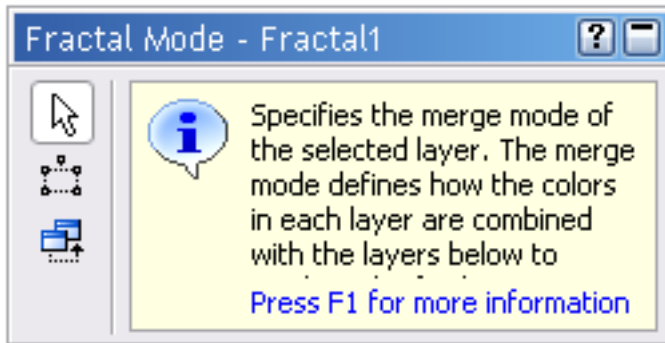 Fractal Mode - Fractal1
Specifies the merge mode of
the selected layer. The merge
mode defines how the colors
in each layer are combined
with the layers below to
Press F1 for more information